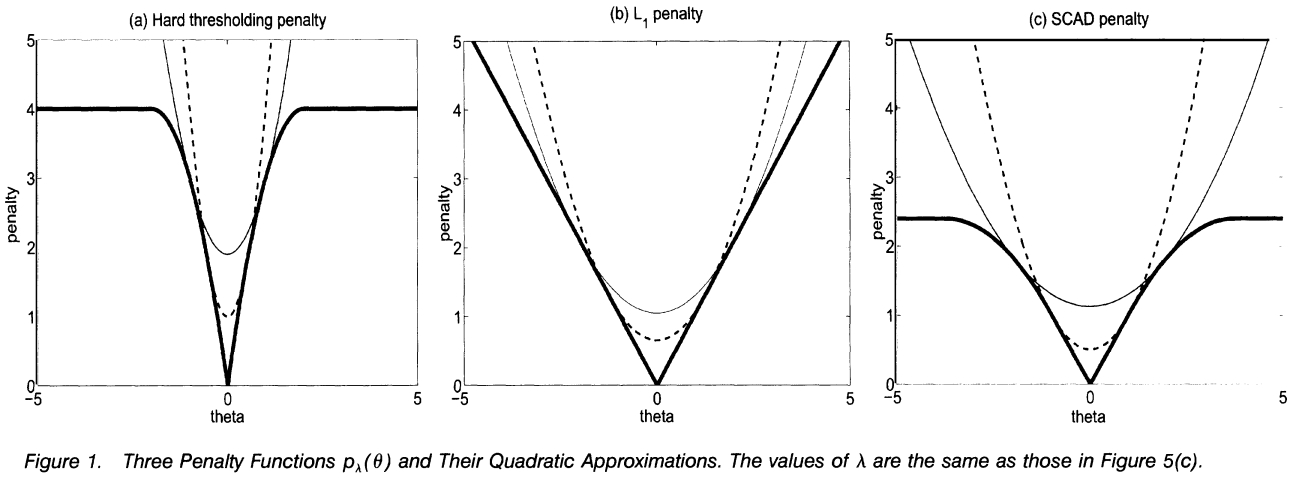 (a) Hard thresholding penalty
5
4
3
2
1
0
penalty
−5
0
5
theta
(b) L1 penalty
5
4
3
2
1
0
penalty
−5
0
5
theta
(c) SCAD penalty
5
4
3
2
1
0
penalty
−5
0
5
theta
Figure 1. Three Penalty Functions pλ(θ) and Their Quadratic Approximations. The values of λ are the same as those in Figure 5(c).